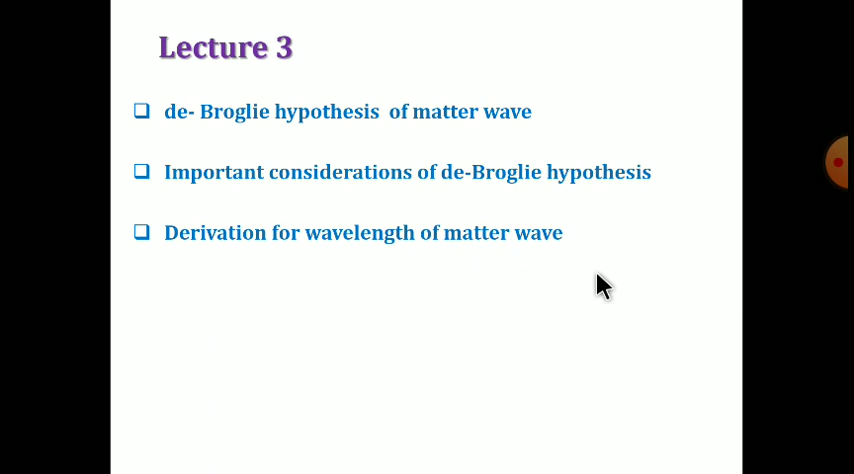 Lecture 3
de- Broglie hypothesis of matter wave
Important considerations of de-Broglie hypothesis
Derivation for wavelength of matter wave